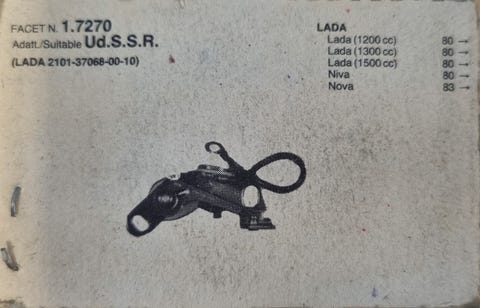 FACET N. 1.7270
Adatt./Suitable Ud.S.S.R.
(LADA 2101-37068-00-10)
LADA
Lada (1200 cc) 80 →
Lada (1300 cc) 80 →
Lada (1500 cc) 80 →
Niva 80 →
Nova 83 →